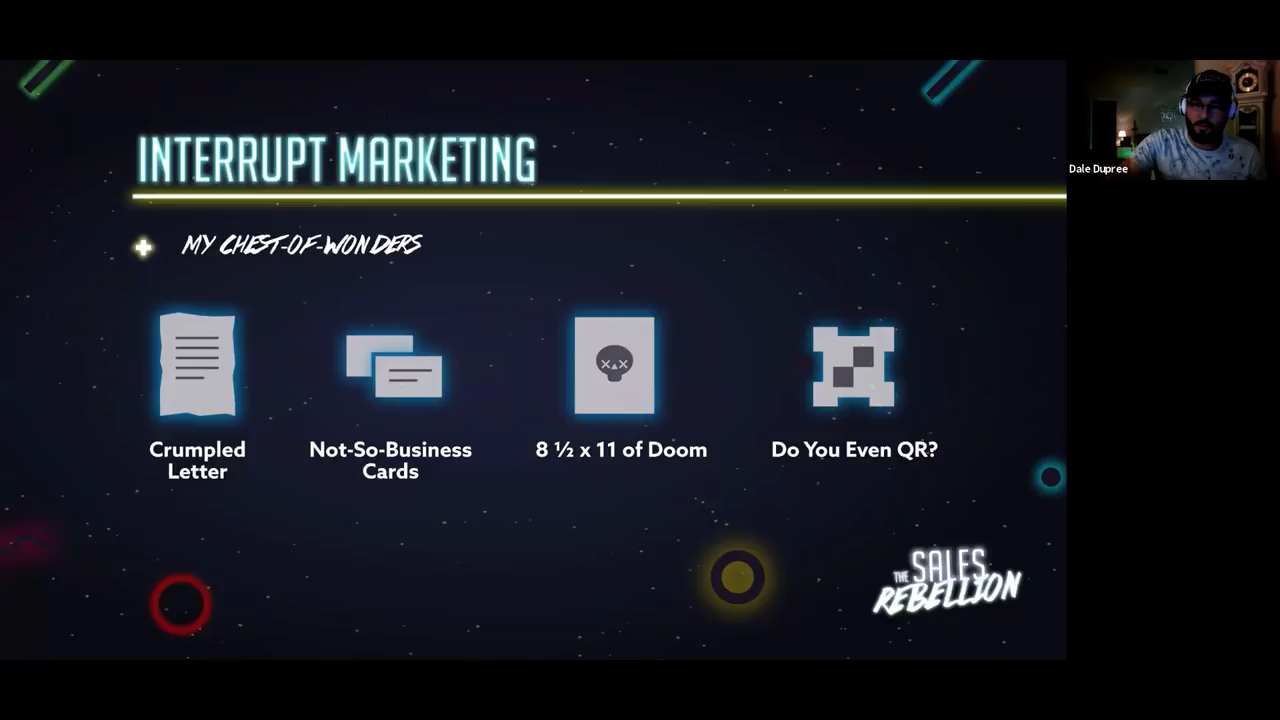 INTERRUPT MARKETING
Dale Dupree
MY CHEST-OF-WONDERS
Crumpled
Letter
Not-So-Business
Cards
8 ½ x 11 of Doom
Do You Even QR?
THE SALES
REBELLION